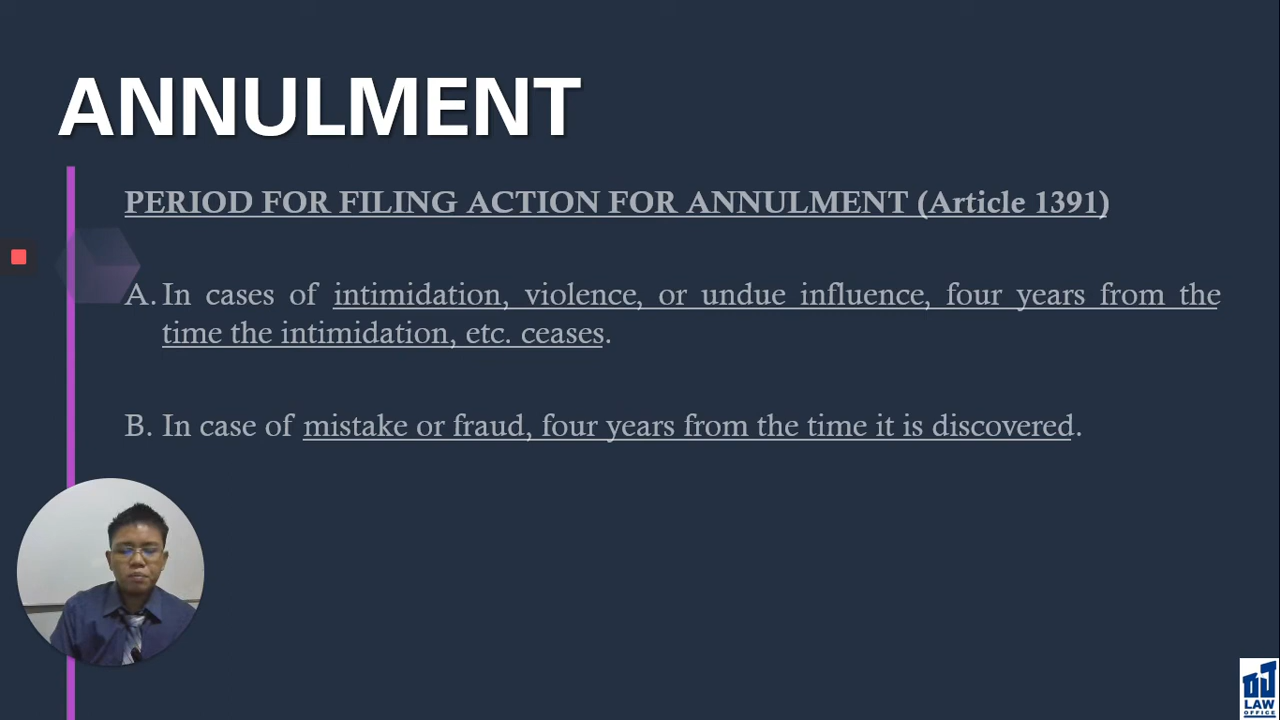 ANNULMENT
PERIOD FOR FILING ACTION FOR ANNULMENT (Article 1391)
A. In cases of intimidation, violence, or undue influence, four years from the
time the intimidation, etc. ceases.
B. In case of mistake or fraud, four years from the time it is discovered.
LAW
OFFICE